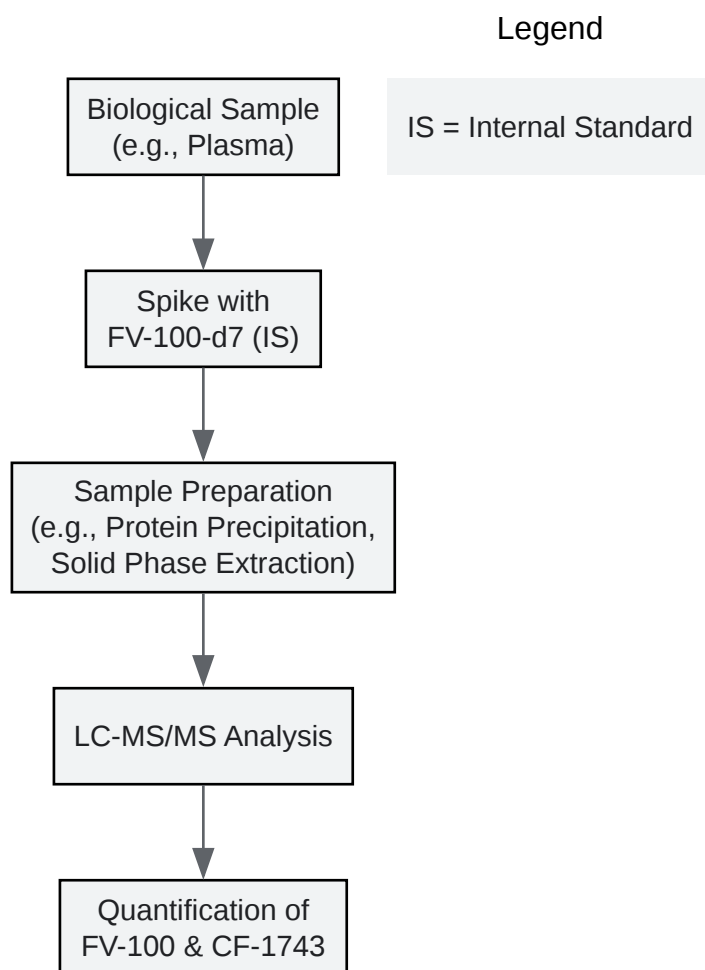 Legend
Biological Sample
(e.g., Plasma)
IS = Internal Standard
Spike with
FV-100-d7 (IS)
Sample Preparation
(e.g., Protein Precipitation,
Solid Phase Extraction)
LC-MS/MS Analysis
Quantification of
FV-100 & CF-1743